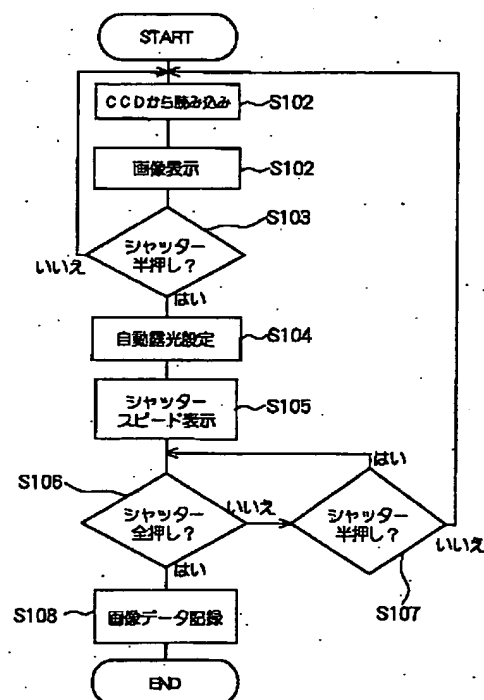 START
CCDから読み込み
S102
画像表示
S102
S103
シャッター
半押し?
いいえ
はい
自動露光設定
S104
シャッター
スピード表示
S105
S106
シャッター
全押し?
いいえ
はい
シャッター
半押し?
はい
いいえ
S107
S108
画像データ記録
END